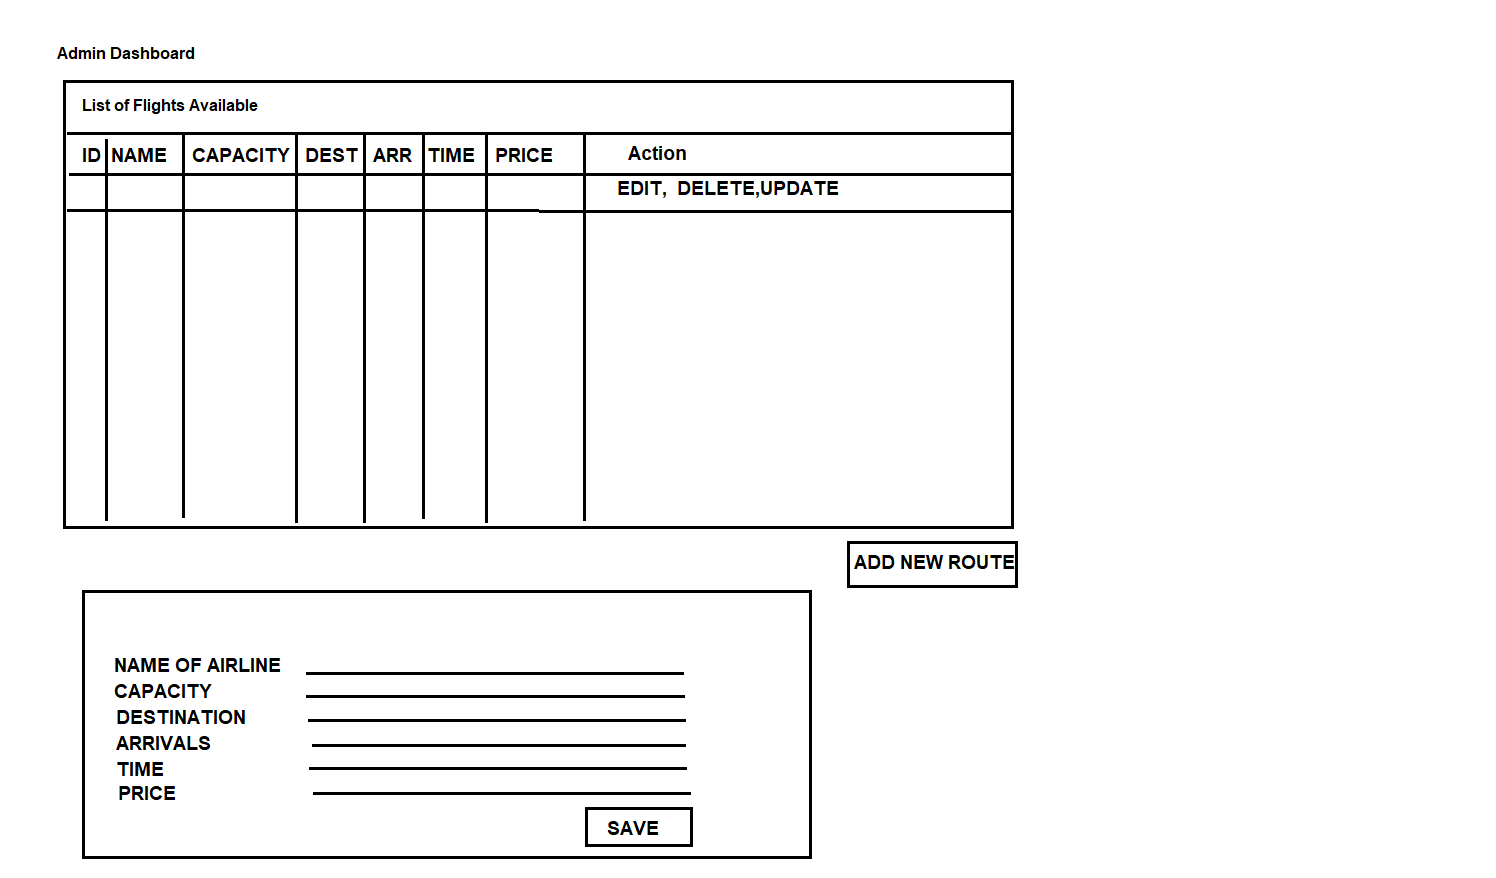 Admin Dashboard
List of Flights Available
ID NAME CAPACITY DEST ARR TIME PRICE Action
EDIT, DELETE,UPDATE
ADD NEW ROUTE
NAME OF AIRLINE
CAPACITY
DESTINATION
ARRIVALS
TIME
PRICE
SAVE